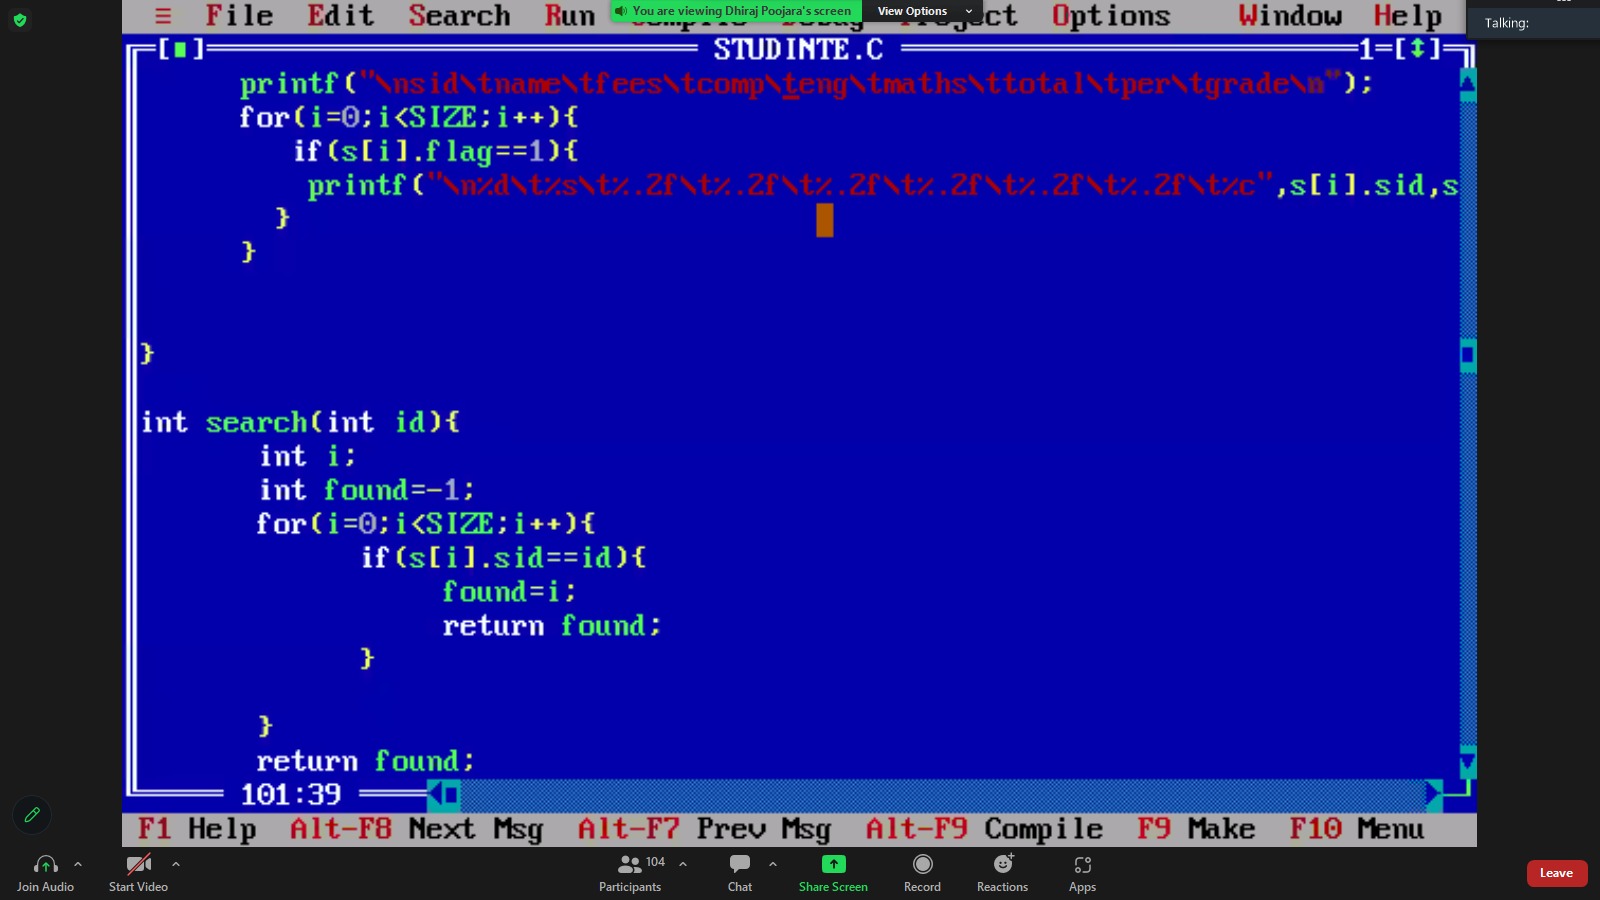 ≡ File Edit Search Run Compile Debug Project Options Window Help
You are viewing Dhiraj Poojara's screen View Options
Talking:
[■] STUDINTE.C 1=[↕]
printf("\nsid\tname\tfees\tcomp\teng\tmaths\ttotal\tper\tgrade\n");
for(i=0;i<SIZE;i++){
if(s[i].flag==1){
printf("\n%d\t%s\t%.2f\t%.2f\t%.2f\t%.2f\t%.2f\t%.2f\t%c",s[i].sid,s
}
}
}
int search(int id){
int i;
int found=-1;
for(i=0;i<SIZE;i++){
if(s[i].sid==id){
found=i;
return found;
}
}
return found;
101:39
F1 Help Alt-F8 Next Msg Alt-F7 Prev Msg Alt-F9 Compile F9 Make F10 Menu
Join Audio Start Video Participants 104 Chat Share Screen Record Reactions Apps Leave